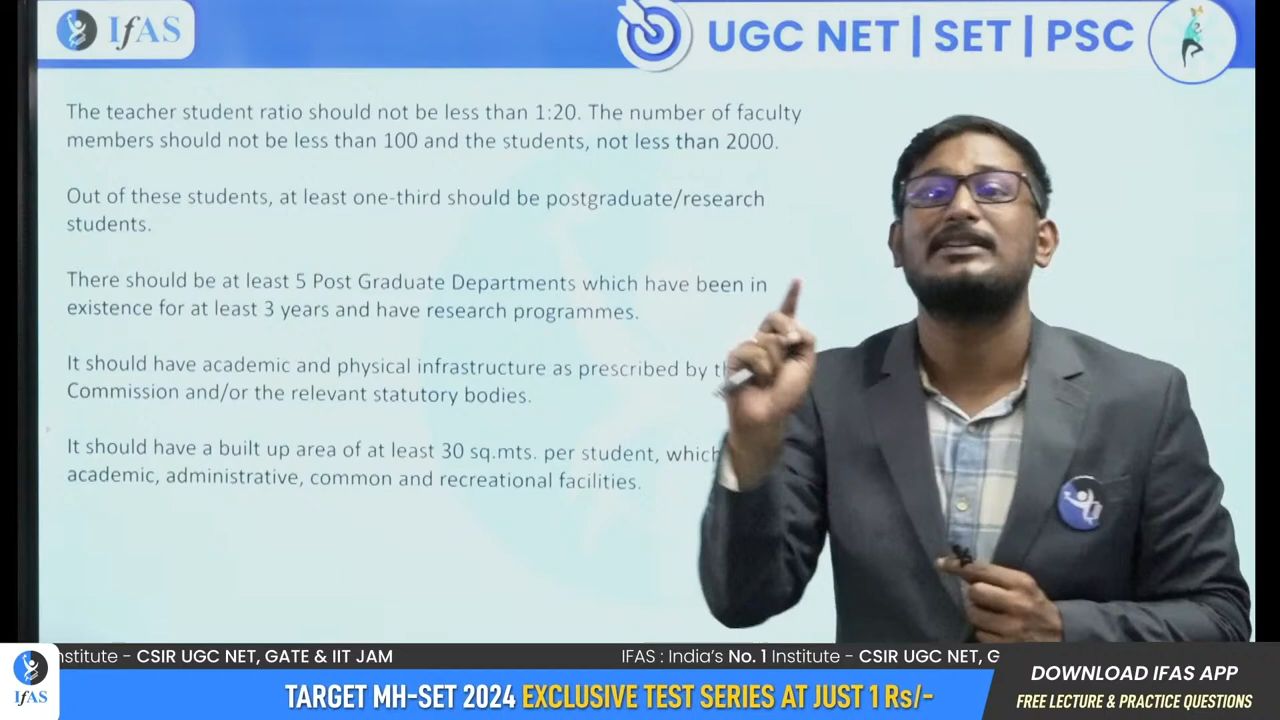 IfAS
UGC NET | SET | PSC
The teacher student ratio should not be less than 1:20. The number of faculty
members should not be less than 100 and the students, not less than 2000.
Out of these students, at least one-third should be postgraduate/research
students.
There should be at least 5 Post Graduate Departments which have been in
existence for at least 3 years and have research programmes.
It should have academic and physical infrastructure as prescribed by th
Commission and/or the relevant statutory bodies.
It should have a built up area of at least 30 sq.mts. per student, which
academic, administrative, common and recreational facilities.
nstitute - CSIR UGC NET, GATE & IIT JAM
IFAS : India's No. 1 Institute - CSIR UGC NET, G
DOWNLOAD IFAS APP
FREE LECTURE & PRACTICE QUESTIONS
IfAS
TARGET MH-SET 2024 EXCLUSIVE TEST SERIES AT JUST 1 Rs/-